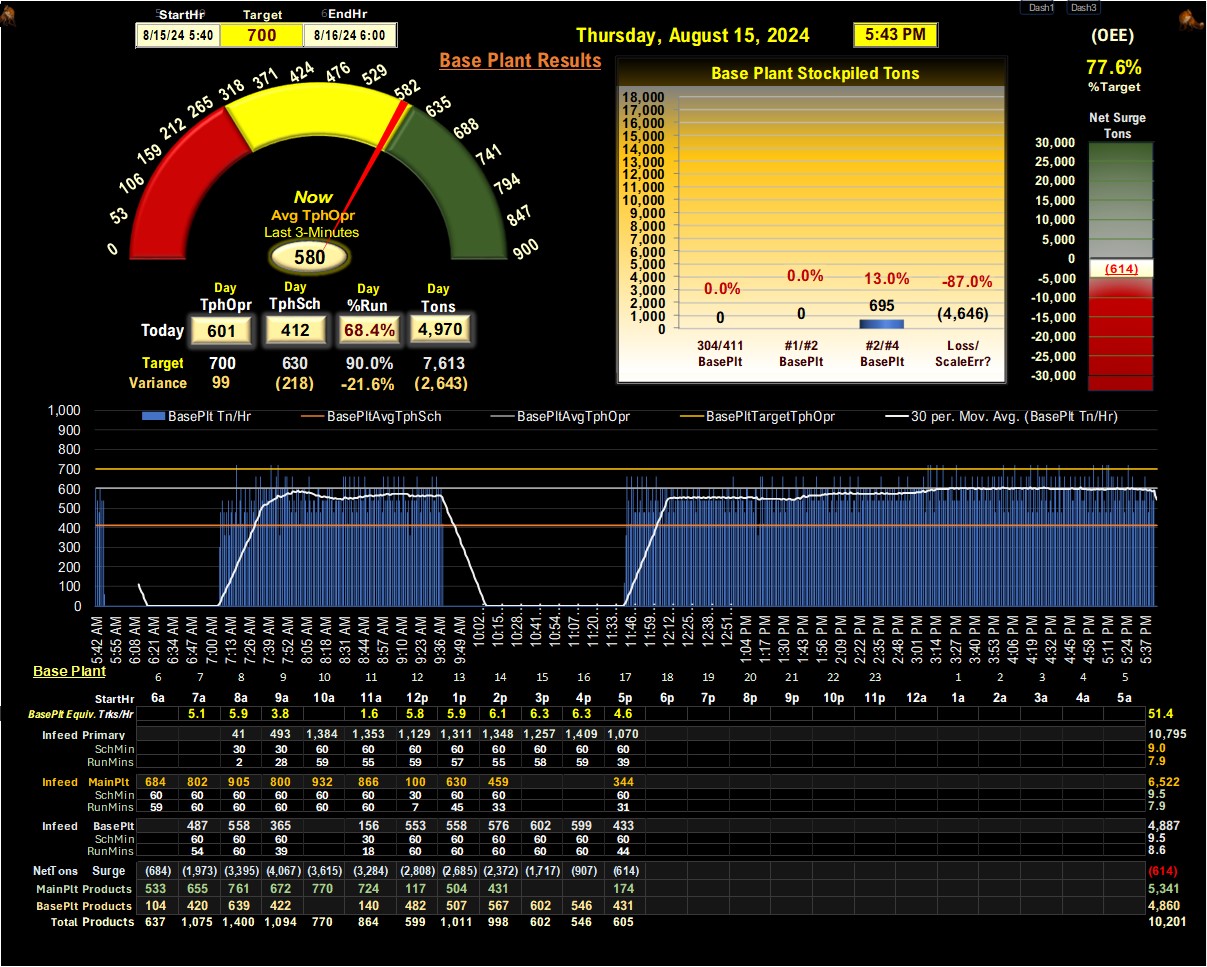 StartHr Target EndHr
8/15/24 5:40 700 8/16/24 6:00
Dash1 Dash3
Thursday, August 15, 2024 5:43 PM
(OEE)
77.6%
%Target
Base Plant Results
0 53 106 159 212 265 318 371 424 476 529 582 635 688 741 794 847 900
Now
Avg TphOpr
Last 3-Minutes
580
Day Day Day Day
TphOpr TphSch %Run Tons
Today 601 412 68.4% 4,970
Target 700 630 90.0% 7,613
Variance 99 (218) -21.6% (2,643)
Base Plant Stockpiled Tons
18,000
17,000
16,000
15,000
14,000
13,000
12,000
11,000
10,000
9,000
8,000
7,000
6,000
5,000
4,000
3,000
2,000
1,000
0
0.0% 0.0% 13.0% -87.0%
0 0 695 (4,646)
304/411 #1/#2 #2/#4 Loss/
BasePlt BasePlt BasePlt ScaleErr?
Net Surge
Tons
30,000
25,000
20,000
15,000
10,000
5,000
0
(614)
-5,000
-10,000
-15,000
-20,000
-25,000
-30,000
BasePlt Tn/Hr BasePltAvgTphSch BasePltAvgTphOpr BasePltTargetTphOpr 30 per. Mov. Avg. (BasePlt Tn/Hr)
1,000
900
800
700
600
500
400
300
200
100
0
5:42 AM 5:55 AM 6:08 AM 6:21 AM 6:34 AM 6:47 AM 7:00 AM 7:13 AM 7:26 AM 7:39 AM 7:52 AM 8:05 AM 8:18 AM 8:31 AM 8:44 AM 8:57 AM 9:10 AM 9:23 AM 9:36 AM 9:49 AM 10:02… 10:15… 10:28… 10:41… 10:54… 11:07… 11:20… 11:33… 11:46… 11:59… 12:12… 12:25… 12:38… 12:51… 1:04 PM 1:17 PM 1:30 PM 1:43 PM 1:56 PM 2:09 PM 2:22 PM 2:35 PM 2:48 PM 3:01 PM 3:14 PM 3:27 PM 3:40 PM 3:53 PM 4:06 PM 4:19 PM 4:32 PM 4:45 PM 4:58 PM 5:11 PM 5:24 PM 5:37 PM
Base Plant
6 7 8 9 10 11 12 13 14 15 16 17 18 19 20 21 22 23 1 2 3 4 5
StartHr 6a 7a 8a 9a 10a 11a 12p 1p 2p 3p 4p 5p 6p 7p 8p 9p 10p 11p 12a 1a 2a 3a 4a 5a
BasePlt Equiv. Trks/Hr 5.1 5.9 3.8 1.6 5.8 5.9 6.1 6.3 6.3 4.6 51.4
Infeed Primary 41 493 1,384 1,353 1,129 1,311 1,348 1,257 1,409 1,070 10,795
SchMin 30 30 60 60 60 60 60 60 60 60 9.0
RunMins 2 28 59 55 59 57 55 58 59 39 7.9
Infeed MainPlt 684 802 905 800 932 866 100 630 459 344 6,522
SchMin 60 60 60 60 60 60 30 60 60 60 9.5
RunMins 59 60 60 60 60 60 7 45 33 31 7.9
Infeed BasePlt 487 558 365 156 553 558 576 602 599 433 4,887
SchMin 60 60 60 30 60 60 60 60 60 60 9.5
RunMins 54 60 39 18 60 60 60 60 60 44 8.6
NetTons Surge (684) (1,973) (3,395) (4,067) (3,615) (3,284) (2,808) (2,685) (2,372) (1,717) (907) (614) (614)
MainPlt Products 533 655 761 672 770 724 117 504 431 174 5,341
BasePlt Products 104 420 639 422 140 482 507 567 602 546 431 4,860
Total Products 637 1,075 1,400 1,094 770 864 599 1,011 998 602 546 605 10,201